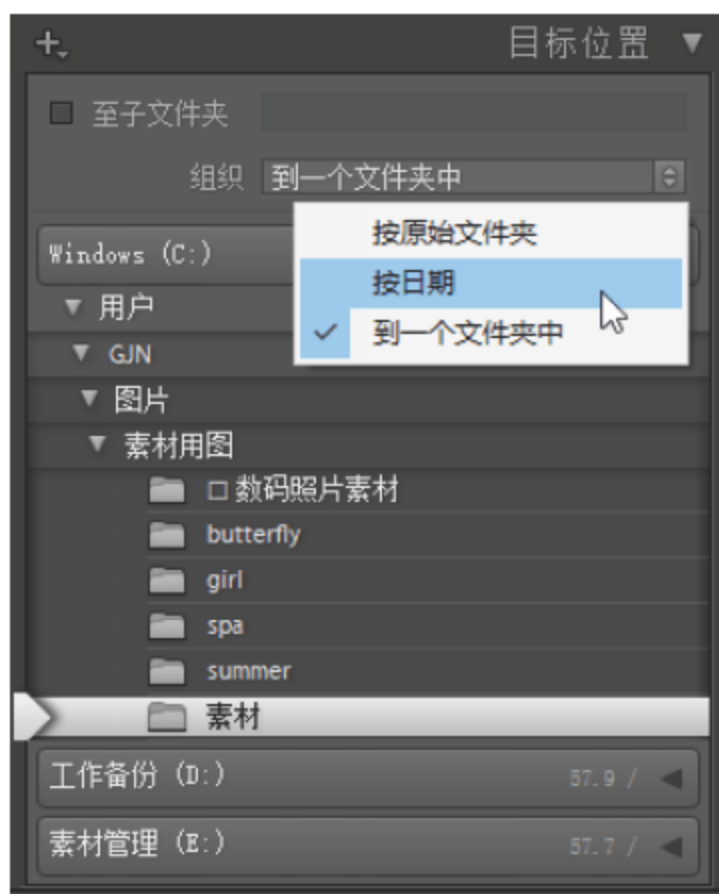 目标位置
至子文件夹
组织 到一个文件夹中
按原始文件夹
Windows (C:)
按日期
用户
到一个文件夹中
GJN
图片
素材用图
数码照片素材
butterfly
girl
spa
summer
素材
工作备份 (D:) 57.9 /
素材管理 (E:) 57.7 /